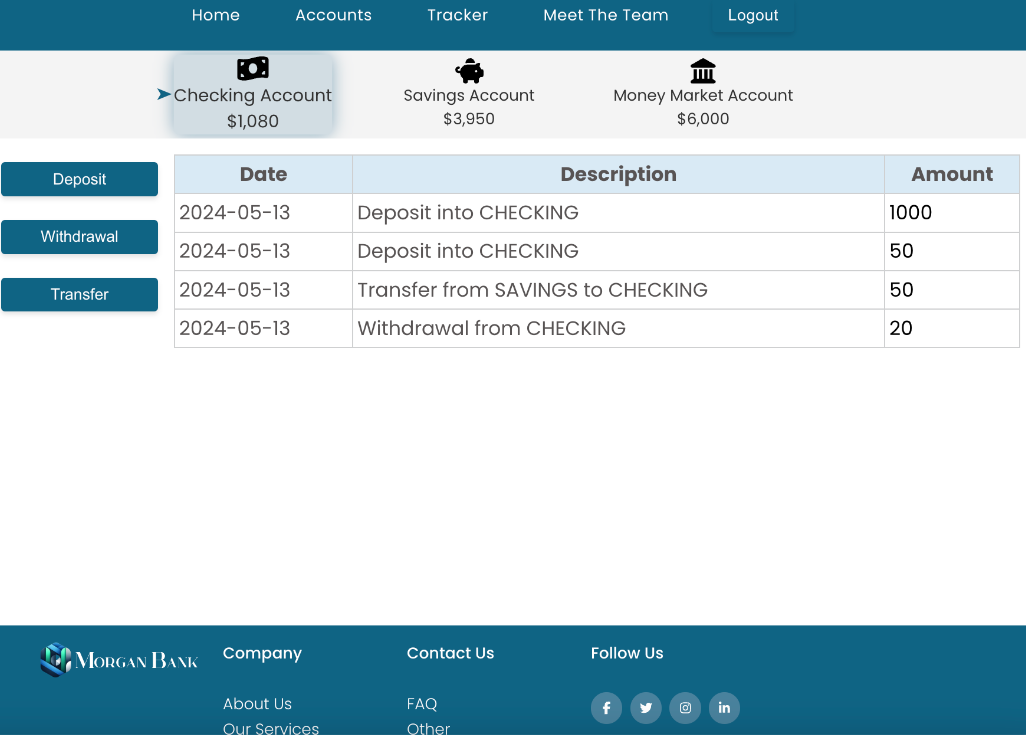 Home Accounts Tracker Meet The Team Logout
Checking Account Savings Account Money Market Account
$1,080 $3,950 $6,000
Deposit
Withdrawal
Transfer
Date Description Amount
2024-05-13 Deposit into CHECKING 1000
2024-05-13 Deposit into CHECKING 50
2024-05-13 Transfer from SAVINGS to CHECKING 50
2024-05-13 Withdrawal from CHECKING 20
Morgan Bank
Company
About Us
Our Services
Contact Us
FAQ
Other
Follow Us